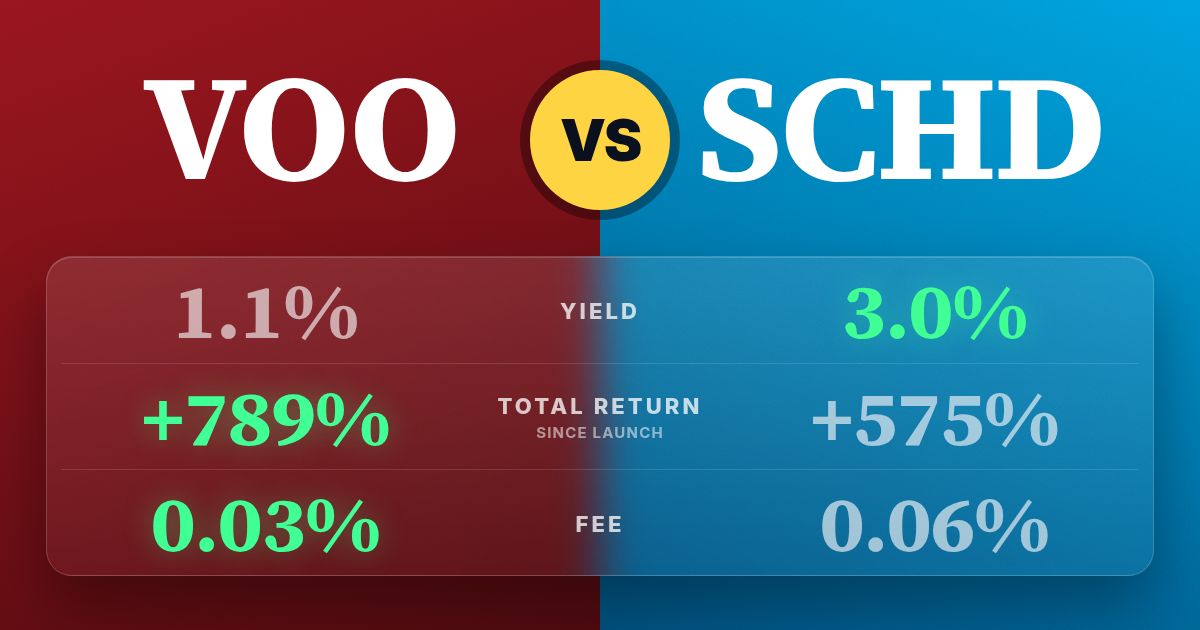 VOO VS SCHD
1.1% YIELD 3.0%
+789% TOTAL RETURN +575%
SINCE LAUNCH
0.03% FEE 0.06%